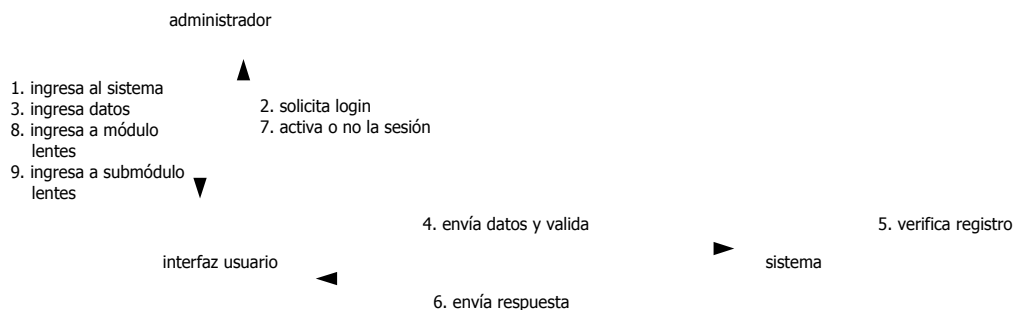 administrador
1. ingresa al sistema
3. ingresa datos
8. ingresa a módulo
lentes
9. ingresa a submódulo
lentes
2. solicita login
7. activa o no la sesión
4. envía datos y valida
5. verifica registro
interfaz usuario
sistema
6. envía respuesta